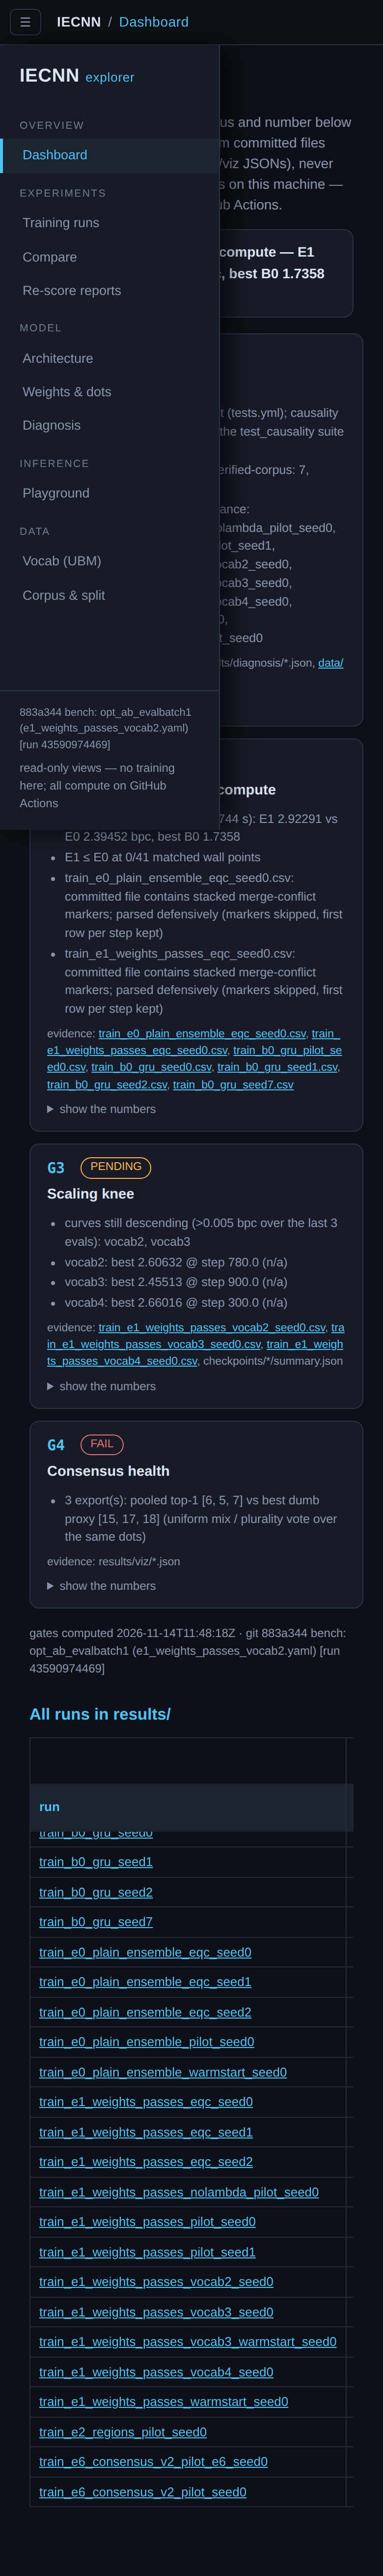 ☰ IECNN / Dashboard
IECNN explorer
OVERVIEW
Dashboard
EXPERIMENTS
Training runs
Compare
Re-score reports
MODEL
Architecture
Weights & dots
Diagnosis
INFERENCE
Playground
DATA
Vocab (UBM)
Corpus & split
883a344 bench: opt_ab_evalbatch1
(e1_weights_passes_vocab2.yaml)
[run 43590974469]
read-only views — no training
here; all compute on GitHub
Actions
us and number below
m committed files
/viz JSONs), never
s on this machine —
ub Actions.
compute — E1
, best B0 1.7358
t (tests.yml); causality
the test_causality suite
erified-corpus: 7,
ance:
olambda_pilot_seed0,
lot_seed1,
ocab2_seed0,
ocab3_seed0,
ocab4_seed0,
0,
t_seed0
lts/diagnosis/*.json, data/
compute
744 s): E1 2.92291 vs
E0 2.39452 bpc, best B0 1.7358
• E1 ≤ E0 at 0/41 matched wall points
• train_e0_plain_ensemble_eqc_seed0.csv:
committed file contains stacked merge-conflict
markers; parsed defensively (markers skipped, first
row per step kept)
• train_e1_weights_passes_eqc_seed0.csv:
committed file contains stacked merge-conflict
markers; parsed defensively (markers skipped, first
row per step kept)
evidence: train_e0_plain_ensemble_eqc_seed0.csv, train_
e1_weights_passes_eqc_seed0.csv, train_b0_gru_pilot_se
ed0.csv, train_b0_gru_seed0.csv, train_b0_gru_seed1.csv,
train_b0_gru_seed2.csv, train_b0_gru_seed7.csv
▶ show the numbers
G3 PENDING
Scaling knee
• curves still descending (>0.005 bpc over the last 3
evals): vocab2, vocab3
• vocab2: best 2.60632 @ step 780.0 (n/a)
• vocab3: best 2.45513 @ step 900.0 (n/a)
• vocab4: best 2.66016 @ step 300.0 (n/a)
evidence: train_e1_weights_passes_vocab2_seed0.csv, tra
in_e1_weights_passes_vocab3_seed0.csv, train_e1_weigh
ts_passes_vocab4_seed0.csv, checkpoints/*/summary.json
▶ show the numbers
G4 FAIL
Consensus health
• 3 export(s): pooled top-1 [6, 5, 7] vs best dumb
proxy [15, 17, 18] (uniform mix / plurality vote over
the same dots)
evidence: results/viz/*.json
▶ show the numbers
gates computed 2026-11-14T11:48:18Z · git 883a344 bench:
opt_ab_evalbatch1 (e1_weights_passes_vocab2.yaml) [run
43590974469]
All runs in results/
run
train_b0_gru_seed0
train_b0_gru_seed1
train_b0_gru_seed2
train_b0_gru_seed7
train_e0_plain_ensemble_eqc_seed0
train_e0_plain_ensemble_eqc_seed1
train_e0_plain_ensemble_eqc_seed2
train_e0_plain_ensemble_pilot_seed0
train_e0_plain_ensemble_warmstart_seed0
train_e1_weights_passes_eqc_seed0
train_e1_weights_passes_eqc_seed1
train_e1_weights_passes_eqc_seed2
train_e1_weights_passes_nolambda_pilot_seed0
train_e1_weights_passes_pilot_seed0
train_e1_weights_passes_pilot_seed1
train_e1_weights_passes_vocab2_seed0
train_e1_weights_passes_vocab3_seed0
train_e1_weights_passes_vocab3_warmstart_seed0
train_e1_weights_passes_vocab4_seed0
train_e1_weights_passes_warmstart_seed0
train_e2_regions_pilot_seed0
train_e6_consensus_v2_pilot_e6_seed0
train_e6_consensus_v2_pilot_seed0